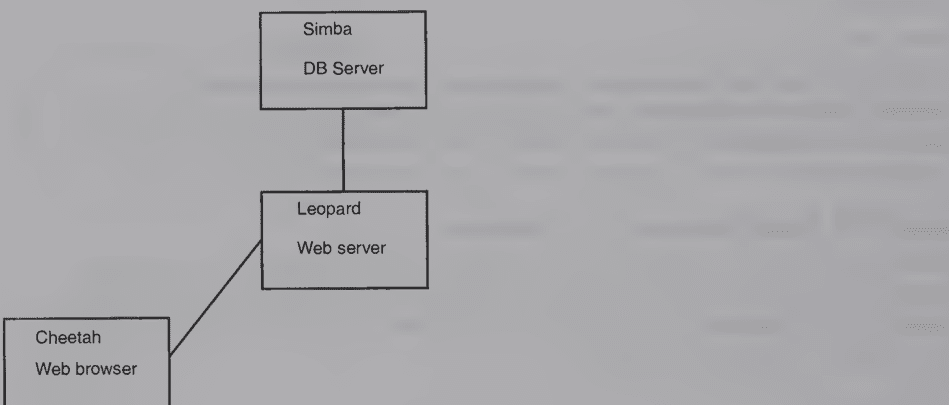 Simba
DB Server
Leopard
Web server
Cheetah
Web browser